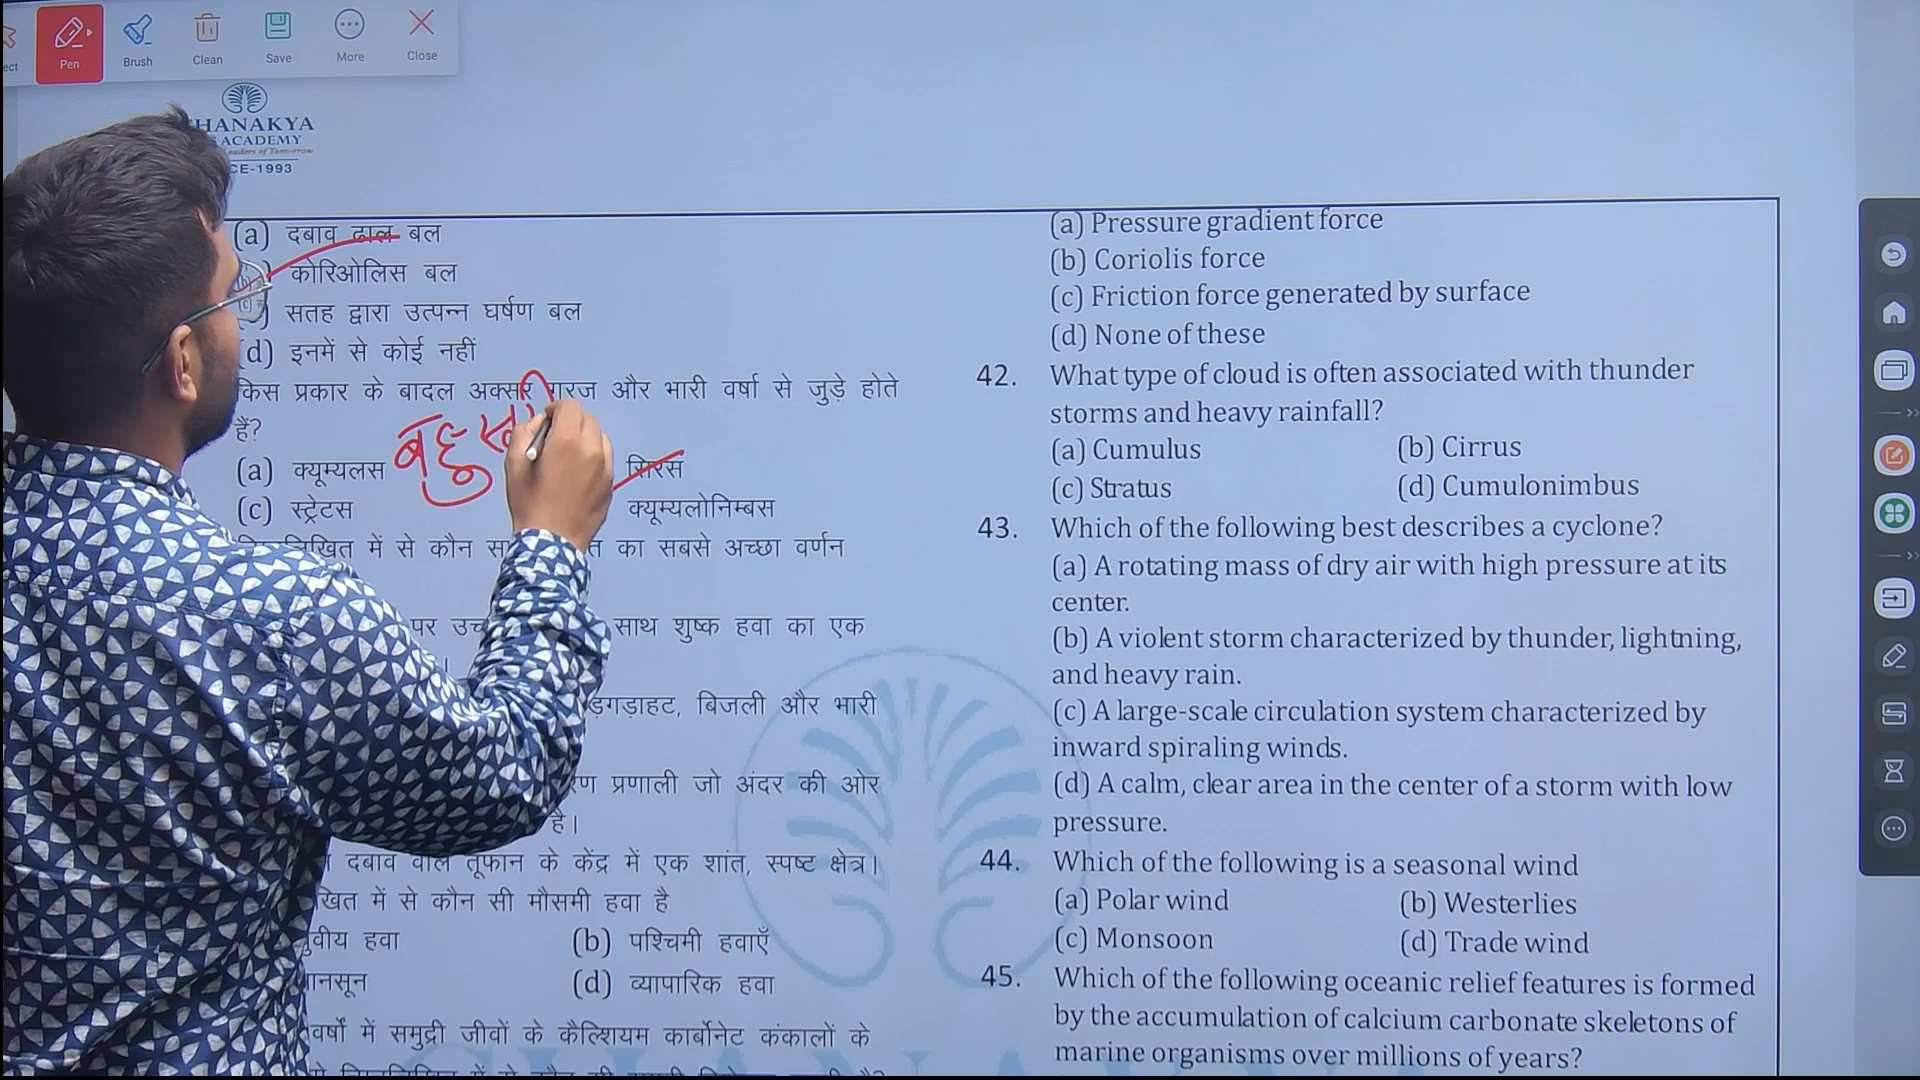 Pen
Brush
Clean
Save
More
Close
HANAKYA
ACADEMY
CE-1993
(a) दबाव ढाल बल
कोरिओलिस बल
सतह द्वारा उत्पन्न घर्षण बल
(d) इनमें से कोई नहीं
किस प्रकार के बादल अक्सर गरज और भारी वर्षा से जुड़े होते
हैं?
(a) क्यूम्यलस
सिरस
(c) स्ट्रेटस
क्यूम्यलोनिम्बस
में से कौन
का सबसे अच्छा वर्णन
पर
साथ शुष्क हवा का एक
बिजली और भारी
प्रणाली जो अंदर की ओर
है।
दबाव वाले तूफान के केंद्र में एक शांत, स्पष्ट क्षेत्र।
में से कौन सी मौसमी हवा है
हवा
(b) पश्चिमी हवाएँ
(d) व्यापारिक हवा
वर्षों में समुद्री जीवों के कैल्शियम कार्बोनेट कंकालों के
(a) Pressure gradient force
(b) Coriolis force
(c) Friction force generated by surface
(d) None of these
42. What type of cloud is often associated with thunder
storms and heavy rainfall?
(a) Cumulus (b) Cirrus
(c) Stratus (d) Cumulonimbus
43. Which of the following best describes a cyclone?
(a) A rotating mass of dry air with high pressure at its
center.
(b) A violent storm characterized by thunder, lightning,
and heavy rain.
(c) A large-scale circulation system characterized by
inward spiraling winds.
(d) A calm, clear area in the center of a storm with low
pressure.
44. Which of the following is a seasonal wind
(a) Polar wind (b) Westerlies
(c) Monsoon (d) Trade wind
45. Which of the following oceanic relief features is formed
by the accumulation of calcium carbonate skeletons of
marine organisms over millions of years?